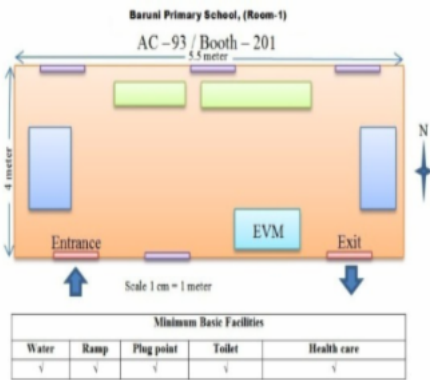 Baruni Primary School, (Room-1)
AC – 93 / Booth – 201
5.5 meter
4 meter
N
EVM
Entrance
Exit
Scale 1 cm = 1 meter
Minimum Basic Facilities
Water Ramp Plug point Toilet Health care
√ √ √ √ √